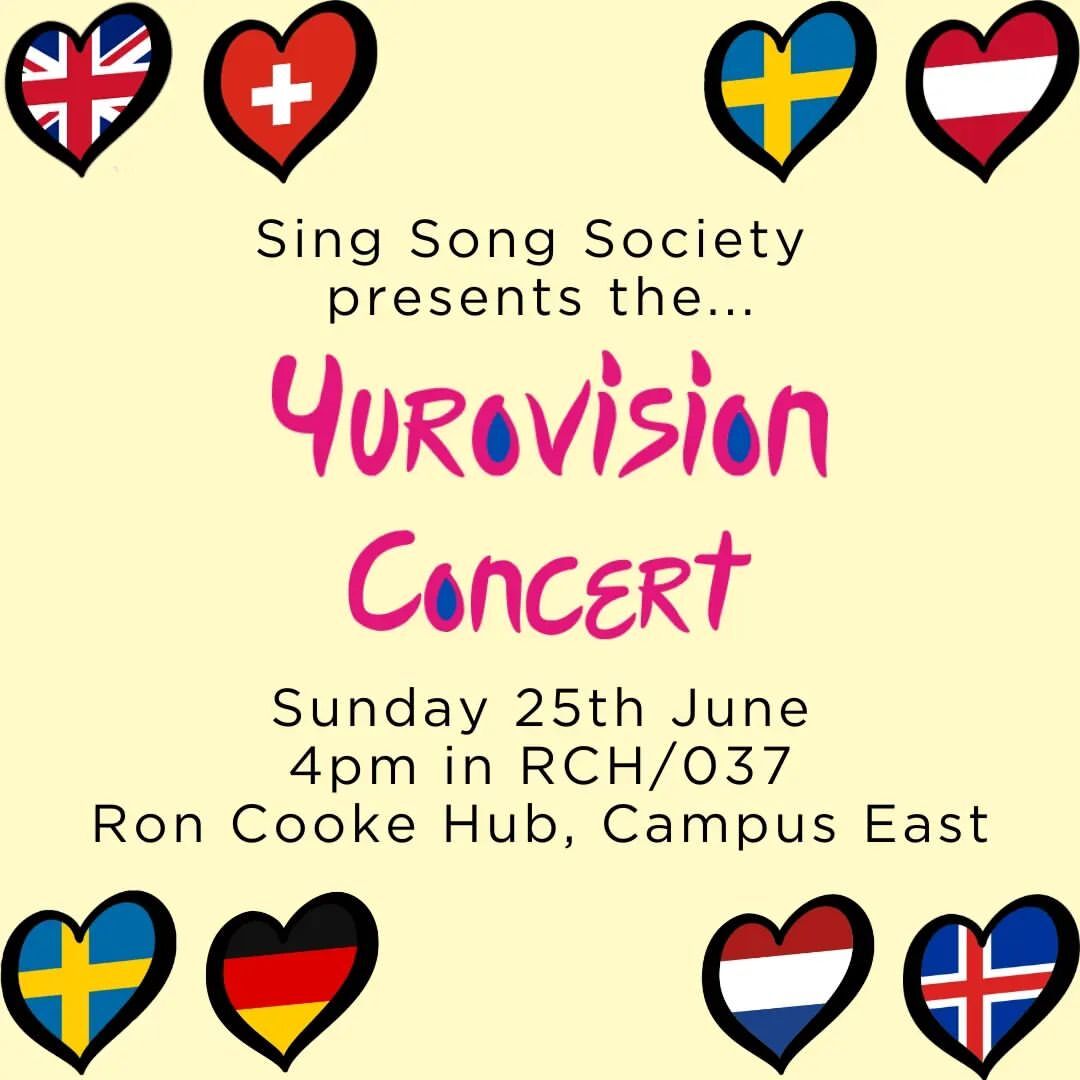 Sing Song Society
presents the...
Yurovision
Concert
Sunday 25th June
4pm in RCH/037
Ron Cooke Hub, Campus East